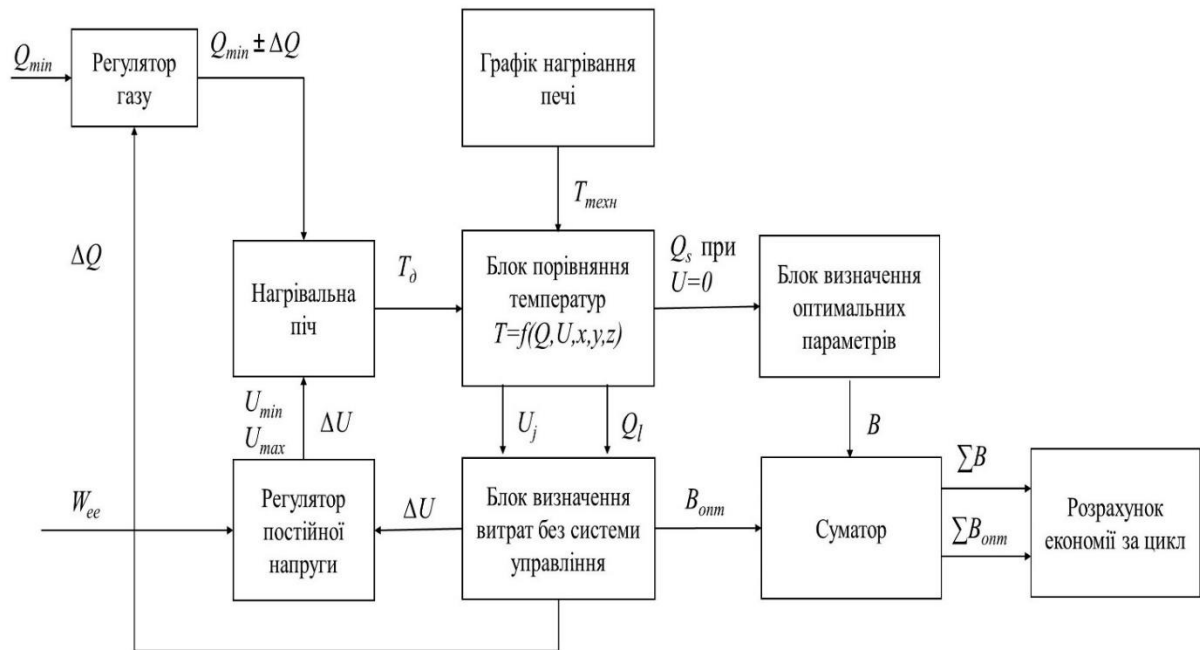 Q_min
Регулятор
газу
Q_min ± ΔQ
Графік нагрівання
печі
T_техн
ΔQ
Нагрівальна
піч
T_д
Блок порівняння
температур
T=f(Q,U,x,y,z)
Q_s при
U=0
Блок визначення
оптимальних
параметрів
U_min
U_max
ΔU
U_j
Q_l
B
W_ee
Регулятор
постійної
напруги
ΔU
Блок визначення
витрат без системи
управління
B_опт
Суматор
∑B
∑B_опт
Розрахунок
економії за цикл